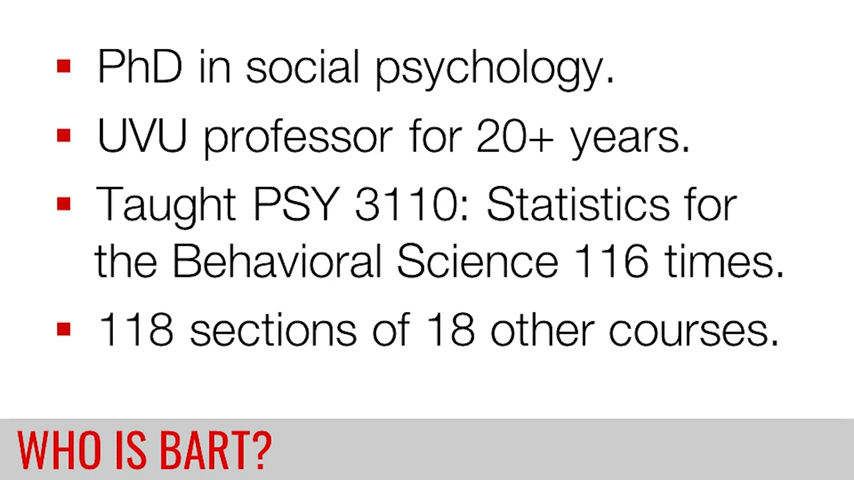 PhD in social psychology.
UVU professor for 20+ years.
Taught PSY 3110: Statistics for
the Behavioral Science 116 times.
118 sections of 18 other courses.
WHO IS BART?